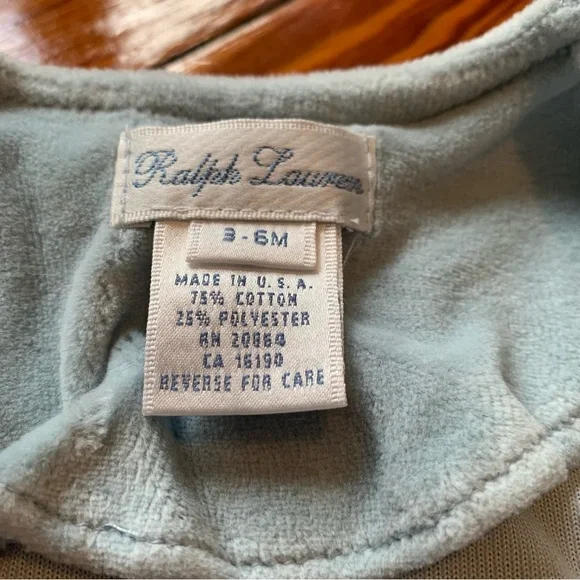 Ralph Lauren
3-6M
MADE IN U.S.A.
75% COTTON
25% POLYESTER
RN 20864
CA 16190
REVERSE FOR CARE